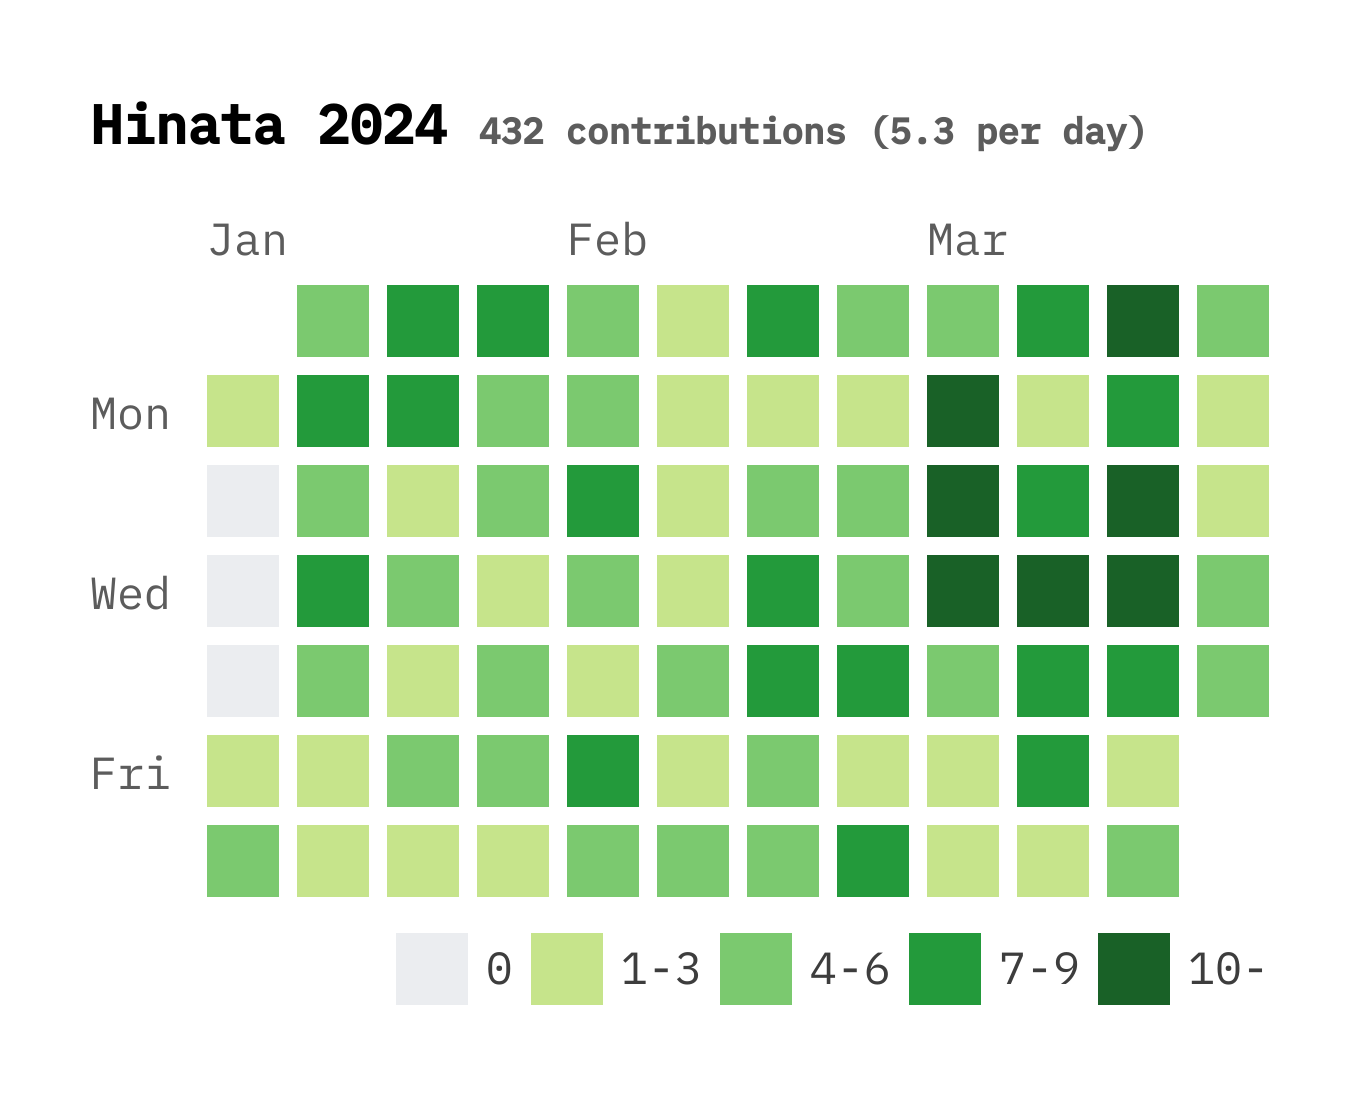 Hinata 2024 432 contributions (5.3 per day)
Jan Feb Mar
Mon
Wed
Fri
0 1-3 4-6 7-9 10-